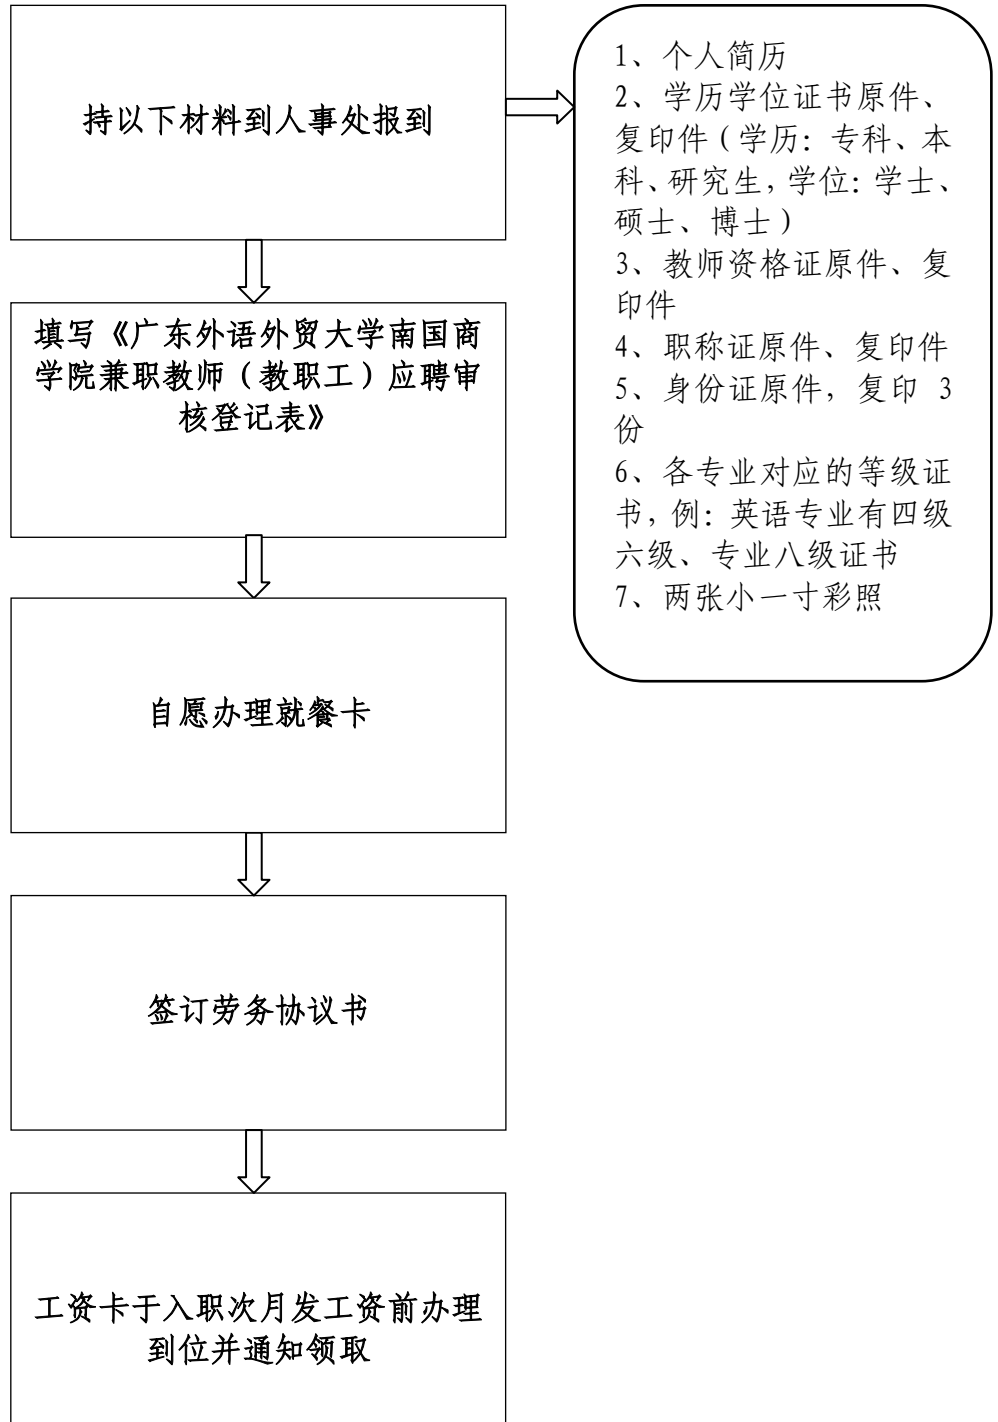 持以下材料到人事处报到
1、个人简历
2、学历学位证书原件、
复印件（学历：专科、本
科、研究生，学位：学士、
硕士、博士）
3、教师资格证原件、复
印件
4、职称证原件、复印件
5、身份证原件，复印 3
份
6、各专业对应的等级证
书，例：英语专业有四级
六级、专业八级证书
7、两张小一寸彩照
填写《广东外语外贸大学南国商
学院兼职教师（教职工）应聘审
核登记表》
自愿办理就餐卡
签订劳务协议书
工资卡于入职次月发工资前办理
到位并通知领取